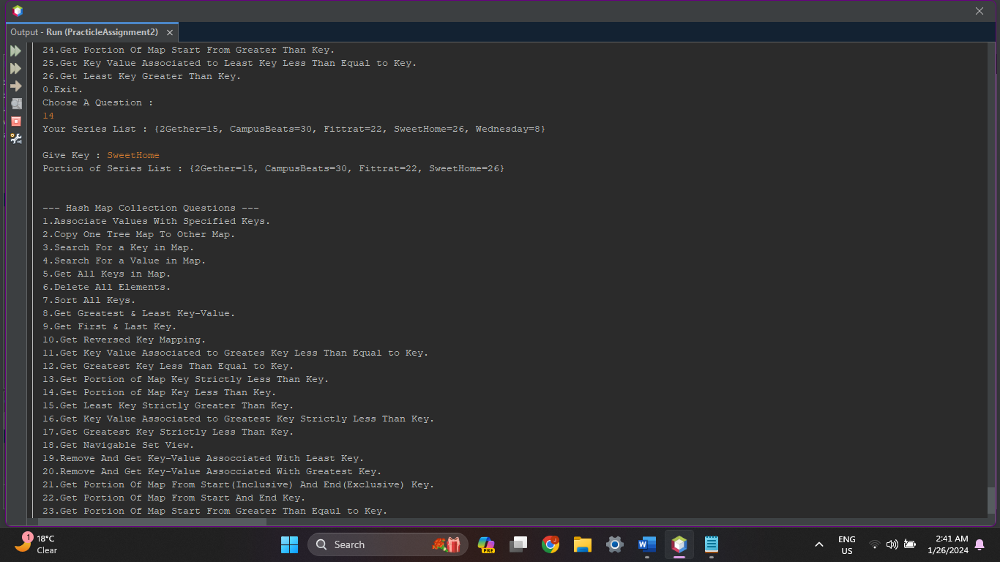 Output - Run (PracticleAssignment2)
24.Get Portion Of Map Start From Greater Than Key.
25.Get Key Value Associated to Least Key Less Than Equal to Key.
26.Get Least Key Greater Than Key.
0.Exit.
Choose A Question :
14
Your Series List : {2Gether=15, CampusBeats=30, Fittrat=22, SweetHome=26, Wednesday=8}
Give Key : SweetHome
Portion of Series List : {2Gether=15, CampusBeats=30, Fittrat=22, SweetHome=26}
--- Hash Map Collection Questions ---
1.Associate Values With Specified Keys.
2.Copy One Tree Map To Other Map.
3.Search For a Key in Map.
4.Search For a Value in Map.
5.Get All Keys in Map.
6.Delete All Elements.
7.Sort All Keys.
8.Get Greatest & Least Key-Value.
9.Get First & Last Key.
10.Get Reversed Key Mapping.
11.Get Key Value Associated to Greates Key Less Than Equal to Key.
12.Get Greatest Key Less Than Equal to Key.
13.Get Portion of Map Key Strictly Less Than Key.
14.Get Portion of Map Key Less Than Key.
15.Get Least Key Strictly Greater Than Key.
16.Get Key Value Associated to Greatest Key Strictly Less Than Key.
17.Get Greatest Key Strictly Less Than Key.
18.Get Navigable Set View.
19.Remove And Get Key-Value Assocciated With Least Key.
20.Remove And Get Key-Value Assocciated With Greatest Key.
21.Get Portion Of Map From Start(Inclusive) And End(Exclusive) Key.
22.Get Portion Of Map From Start And End Key.
23.Get Portion Of Map Start From Greater Than Eqaul to Key.
1
18°C
Clear
Search
PRE
ENG
US
2:41 AM
1/26/2024